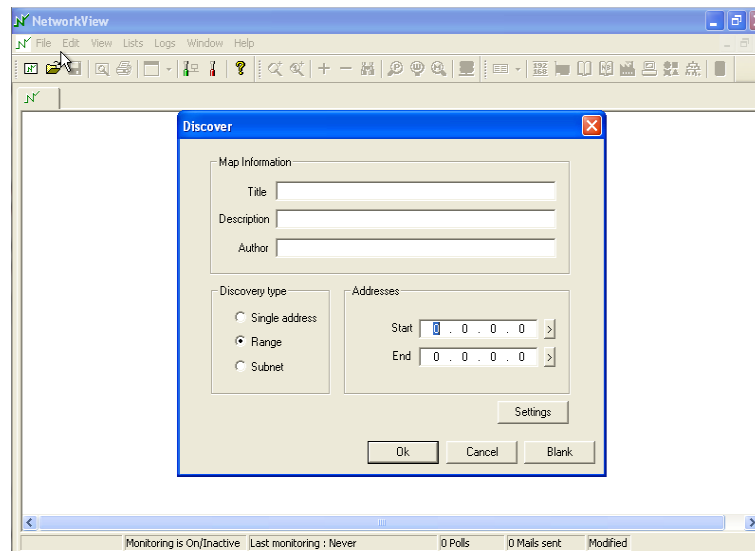 NetworkView
File Edit View Lists Logs Window Help
192
168
Discover
Map Information
Title
Description
Author
Discovery type
Single address
Range
Subnet
Addresses
Start 0 . 0 . 0 . 0 >
End 0 . 0 . 0 . 0 >
Settings
Ok Cancel Blank
Monitoring is On/Inactive Last monitoring : Never 0 Polls 0 Mails sent Modified